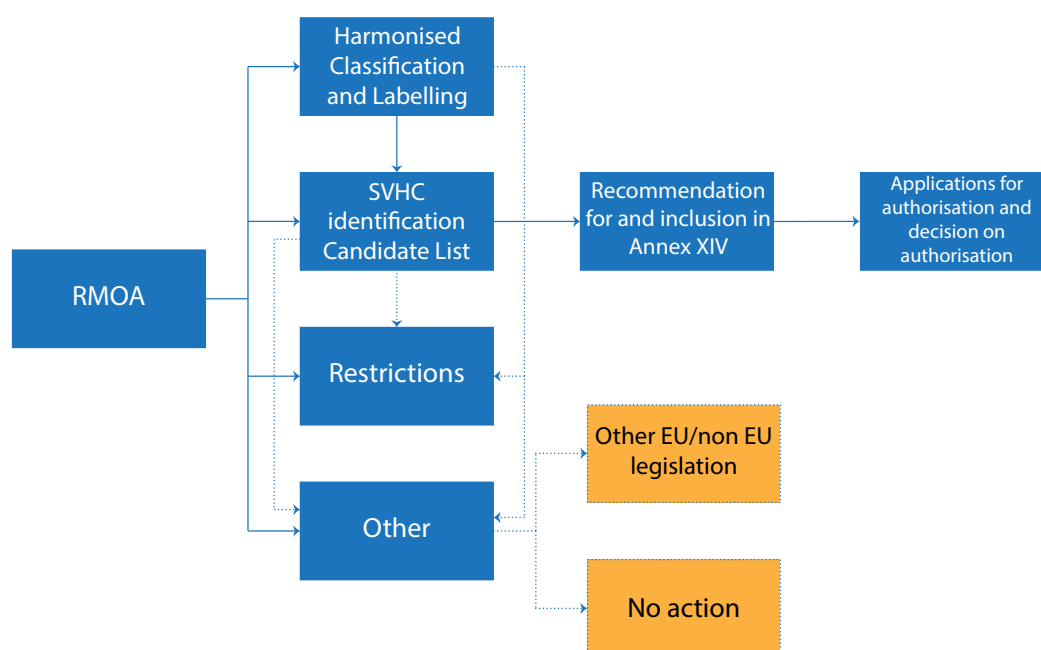 Harmonised
Classification
and Labelling
SVHC
identification
Candidate List
Recommendation
for and inclusion in
Annex XIV
Applications for
authorisation and
decision on
authorisation
RMOA
Restrictions
Other EU/non EU
legislation
Other
No action